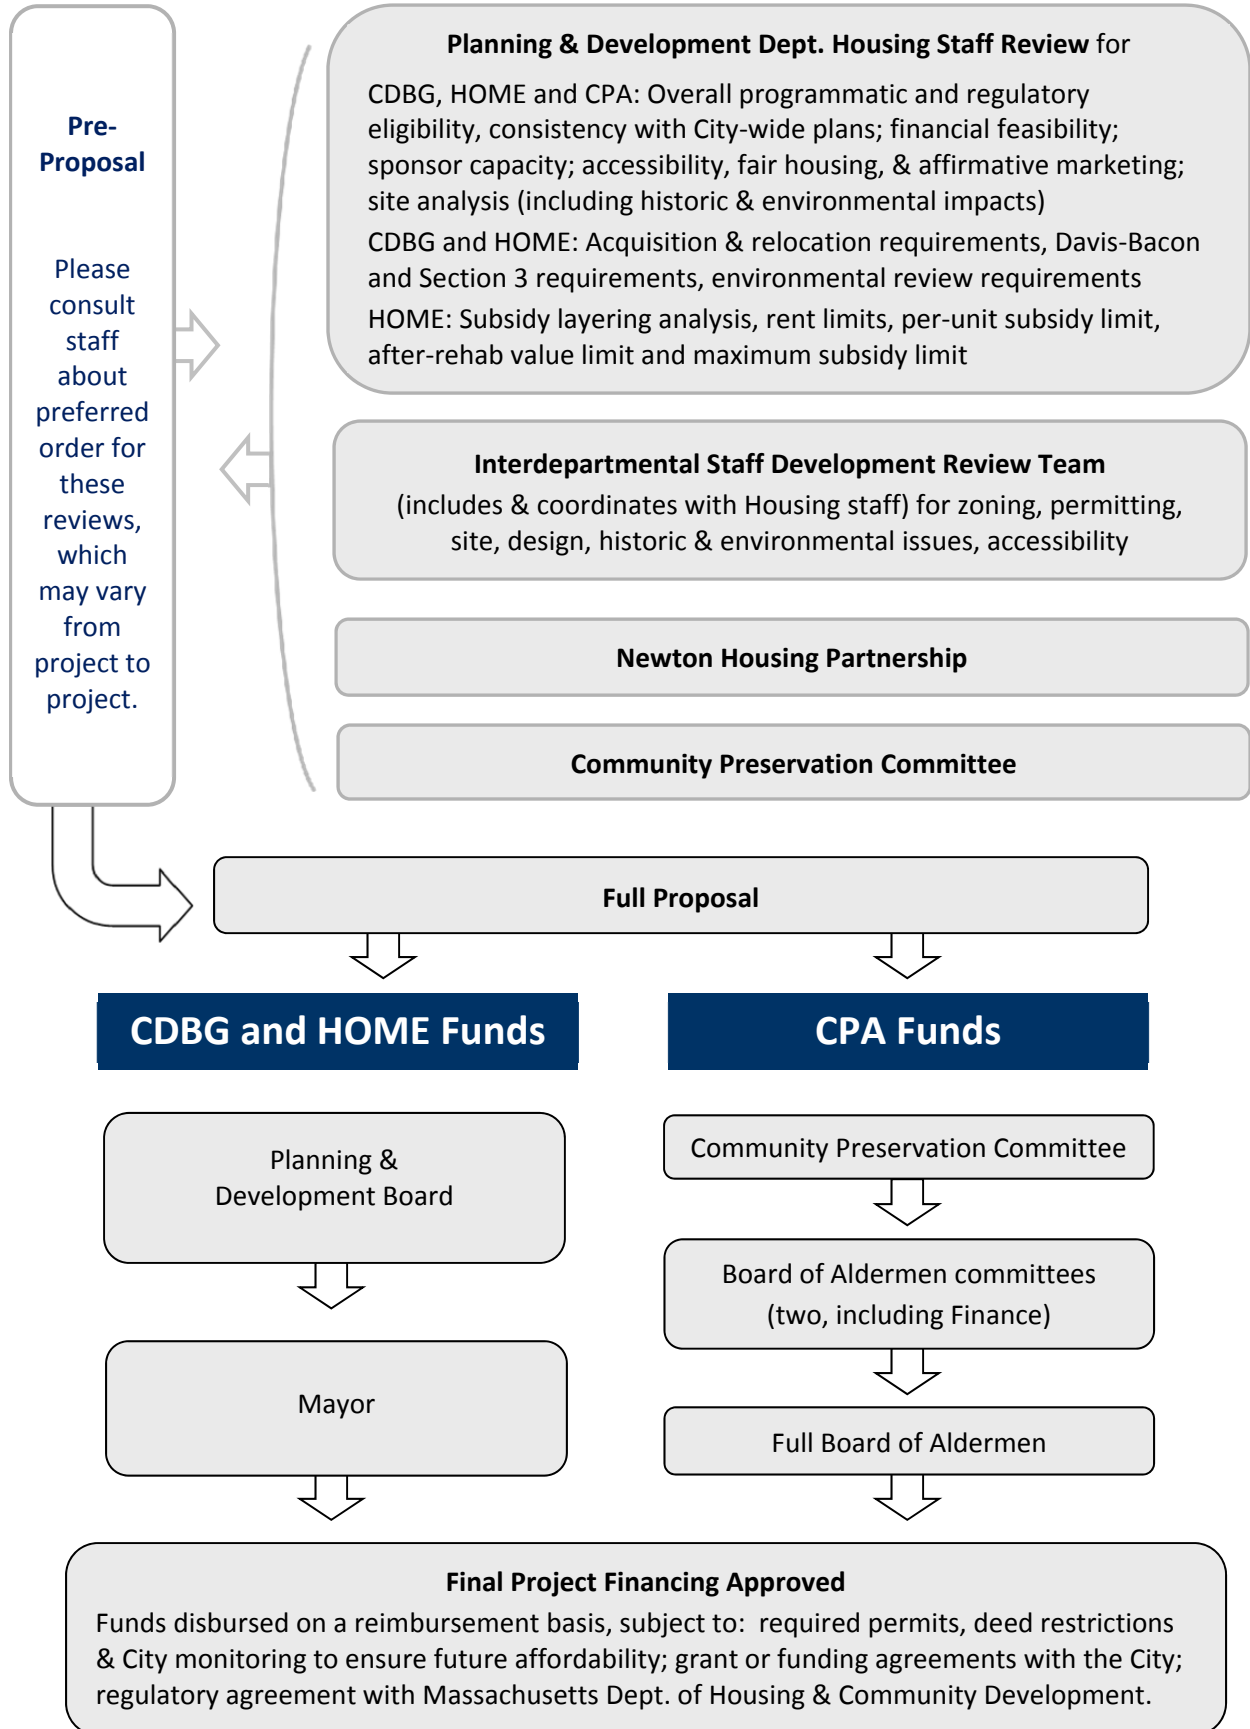 Pre-
Proposal
Please
consult
staff
about
preferred
order for
these
reviews,
which
may vary
from
project to
project.
Planning & Development Dept. Housing Staff Review for
CDBG, HOME and CPA: Overall programmatic and regulatory
eligibility, consistency with City-wide plans; financial feasibility;
sponsor capacity; accessibility, fair housing, & affirmative marketing;
site analysis (including historic & environmental impacts)
CDBG and HOME: Acquisition & relocation requirements, Davis-Bacon
and Section 3 requirements, environmental review requirements
HOME: Subsidy layering analysis, rent limits, per-unit subsidy limit,
after-rehab value limit and maximum subsidy limit
Interdepartmental Staff Development Review Team
(includes & coordinates with Housing staff) for zoning, permitting,
site, design, historic & environmental issues, accessibility
Newton Housing Partnership
Community Preservation Committee
Full Proposal
CDBG and HOME Funds
Planning &
Development Board
Mayor
CPA Funds
Community Preservation Committee
Board of Aldermen committees
(two, including Finance)
Full Board of Aldermen
Final Project Financing Approved
Funds disbursed on a reimbursement basis, subject to: required permits, deed restrictions
& City monitoring to ensure future affordability; grant or funding agreements with the City;
regulatory agreement with Massachusetts Dept. of Housing & Community Development.